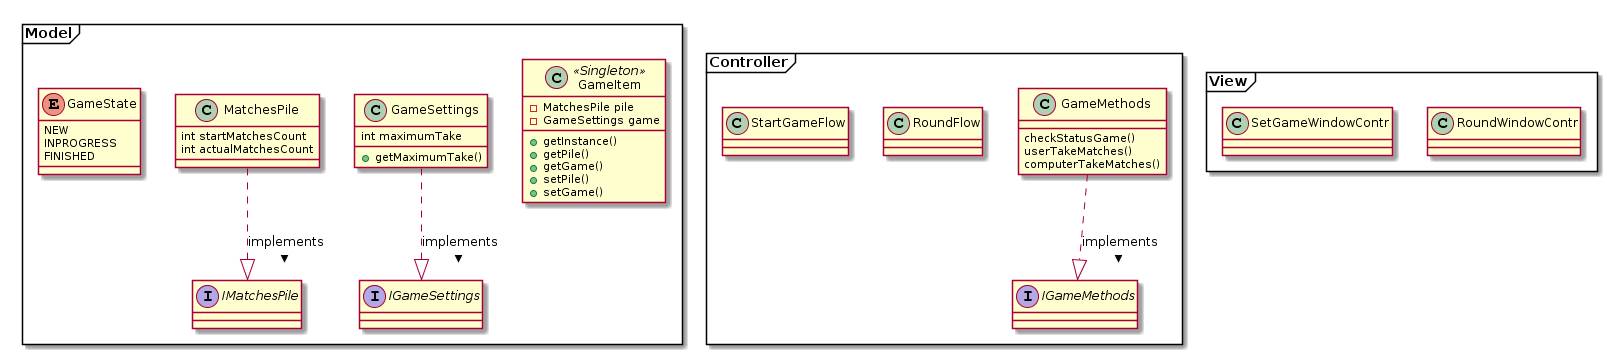 Model
E GameState
NEW
INPROGRESS
FINISHED
C MatchesPile
int startMatchesCount
int actualMatchesCount
C GameSettings
int maximumTake
getMaximumTake()
C «Singleton»
GameItem
MatchesPile pile
GameSettings game
getInstance()
getPile()
getGame()
setPile()
setGame()
implements
implements
I IMatchesPile
I IGameSettings
Controller
C StartGameFlow
C RoundFlow
C GameMethods
checkStatusGame()
userTakeMatches()
computerTakeMatches()
implements
I IGameMethods
View
C SetGameWindowContr
C RoundWindowContr